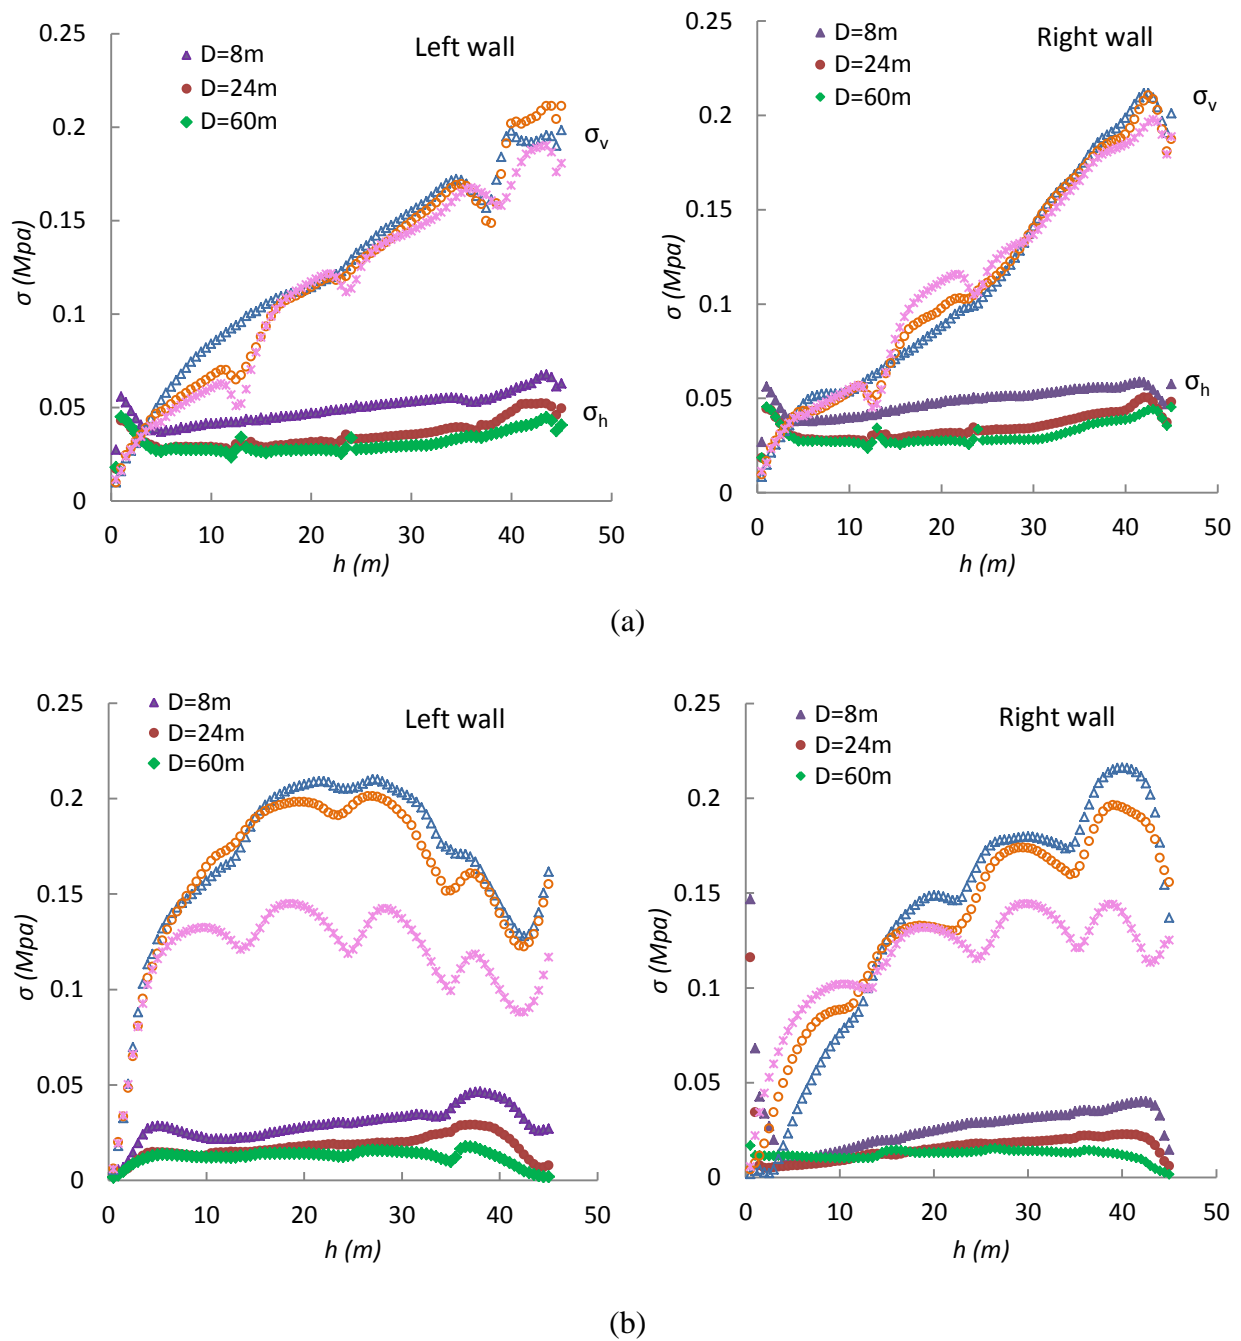 (a)
Left wall
D=8m
D=24m
D=60m
σv
σh
0.25
0.2
0.15
0.1
0.05
0
σ (Mpa)
0 10 20 30 40 50
h (m)
Right wall
D=8m
D=24m
D=60m
σv
σh
0.25
0.2
0.15
0.1
0.05
0
σ (Mpa)
0 10 20 30 40 50
h (m)
(a)
Left wall
D=8m
D=24m
D=60m
0.25
0.2
0.15
0.1
0.05
0
σ (Mpa)
0 10 20 30 40 50
h (m)
Right wall
D=8m
D=24m
D=60m
0.25
0.2
0.15
0.1
0.05
0
σ (Mpa)
0 10 20 30 40 50
h (m)
(b)